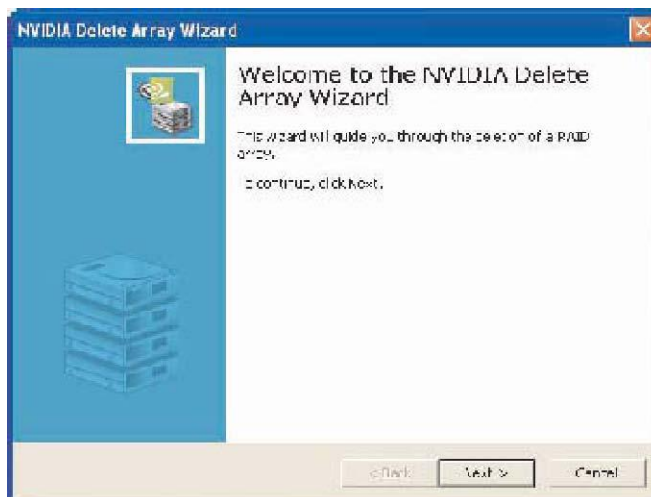 NVIDIA Delete Array Wizard
Welcome to the NVIDIA Delete
Array Wizard
This wizard will guide you through the deletion of a RAID
array.
To continue, click Next.
< Back
Next >
Cancel